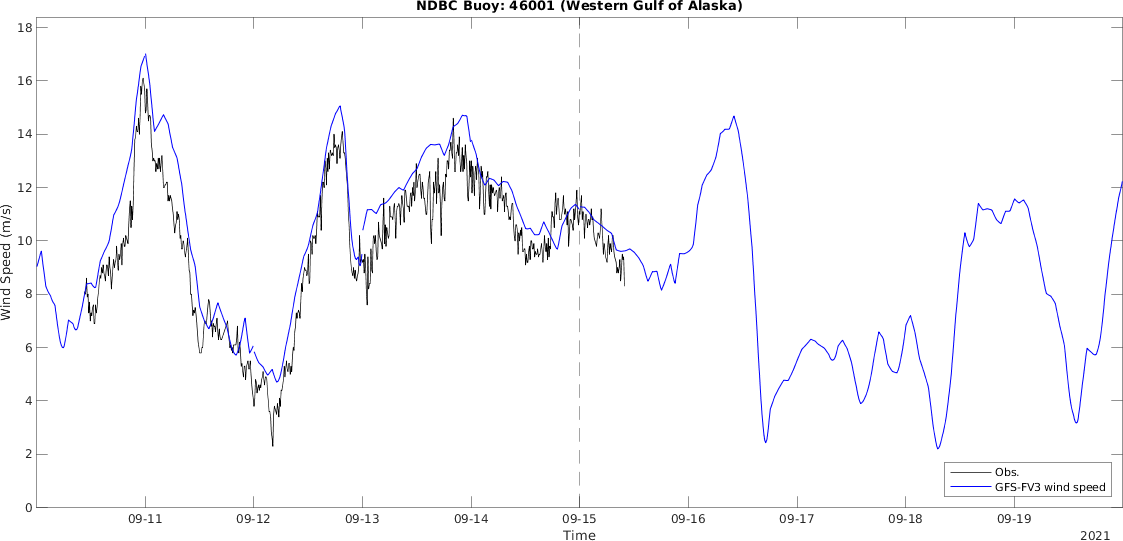 NDBC Buoy: 46001 (Western Gulf of Alaska)
18
16
14
12
10
8
6
4
2
0
Wind Speed (m/s)
09-11 09-12 09-13 09-14 09-15 09-16 09-17 09-18 09-19
Time
2021
Obs.
GFS-FV3 wind speed